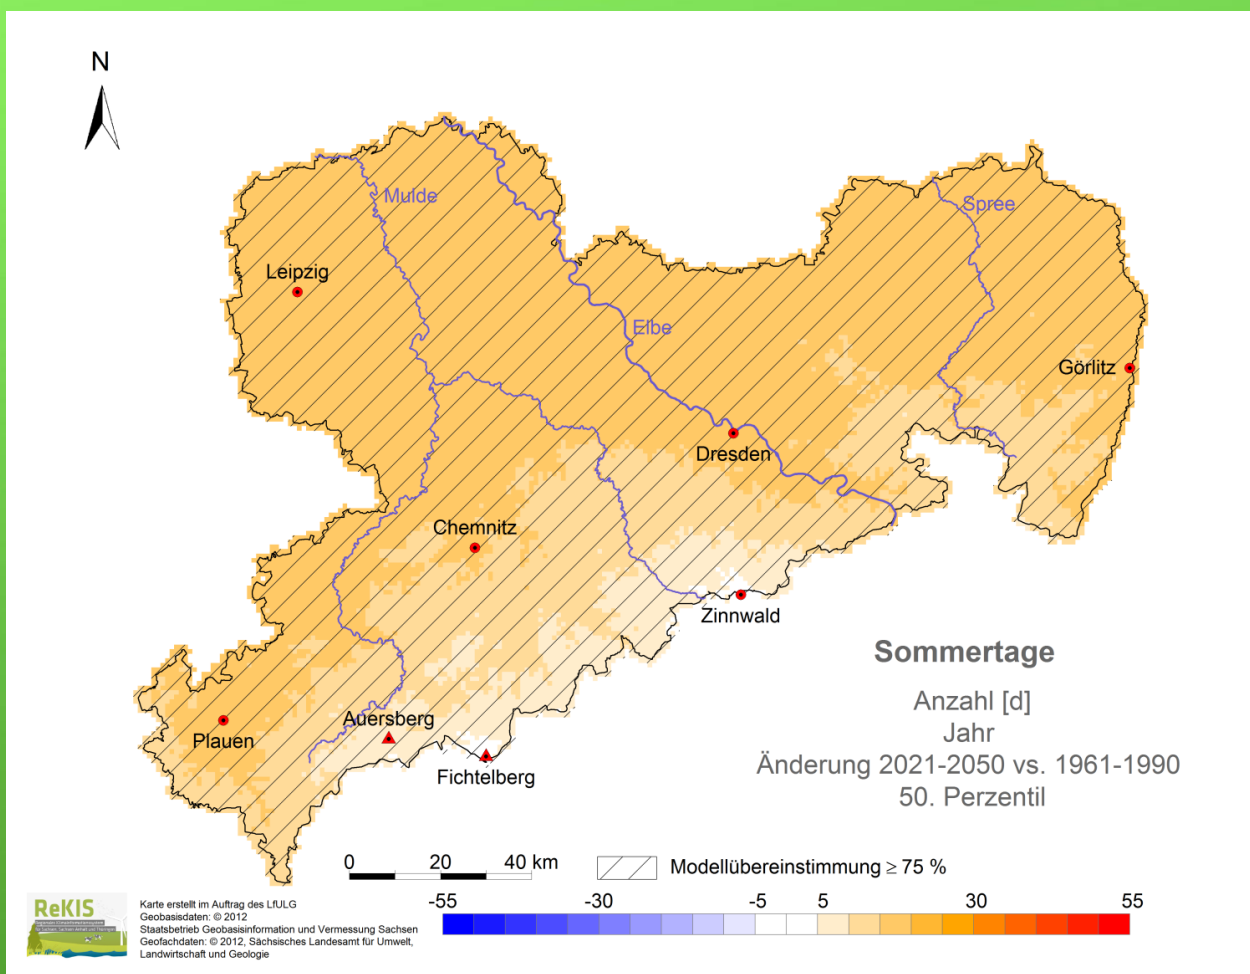 N
Mulde
Spree
Leipzig
Elbe
Görlitz
Dresden
Chemnitz
Zinnwald
Auersberg
Plauen
Fichtelberg
Sommertage
Anzahl [d]
Jahr
Änderung 2021-2050 vs. 1961-1990
50. Perzentil
0 20 40 km
Modellübereinstimmung ≥ 75 %
-55 -30 -5 5 30 55
ReKIS
Karte erstellt im Auftrag des LfULG
Geobasisdaten: © 2012
Staatsbetrieb Geobasisinformation und Vermessung Sachsen
Geofachdaten: © 2012, Sächsisches Landesamt für Umwelt,
Landwirtschaft und Geologie